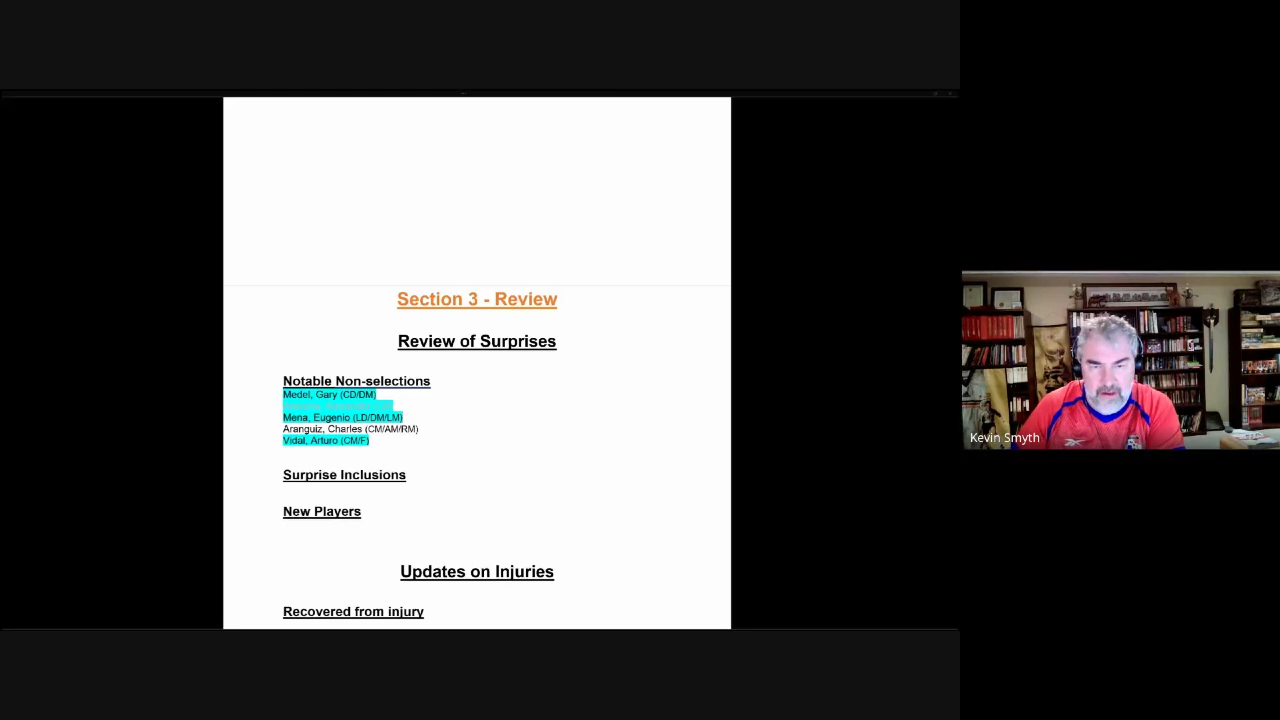 Section 3 - Review
Review of Surprises
Notable Non-selections
Medel, Gary (CD/DM)
Mena, Eugenio (LD/DM/LM)
Aranguiz, Charles (CM/AM/RM)
Vidal, Arturo (CM/F)
Surprise Inclusions
New Players
Updates on Injuries
Recovered from injury
Kevin Smyth